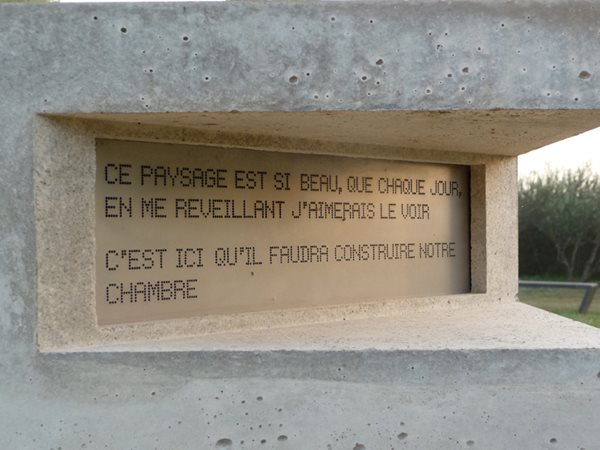 CE PAYSAGE EST SI BEAU, QUE CHAQUE JOUR,
EN ME REVEILLANT J'AIMERAIS LE VOIR
C'EST ICI QU'IL FAUDRA CONSTRUIRE NOTRE
CHAMBRE